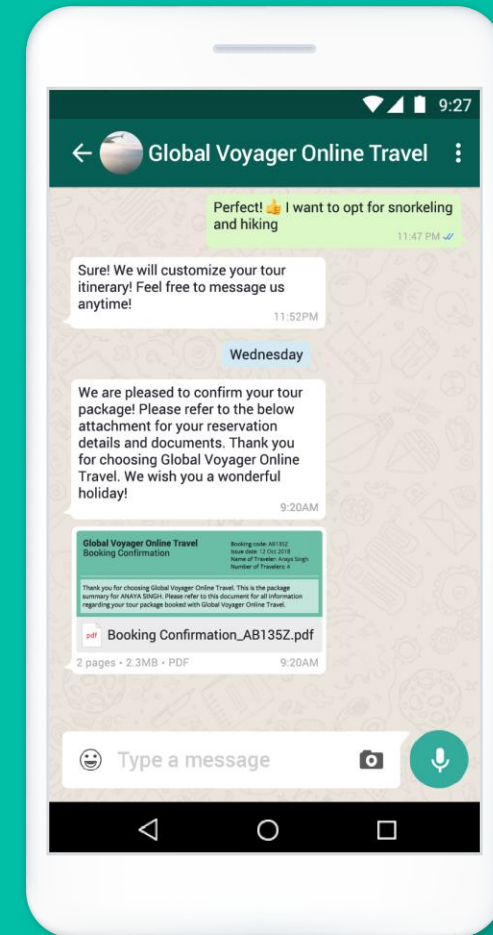 9:27
Global Voyager Online Travel
Perfect! 👍 I want to opt for snorkeling
and hiking
11:47 PM
Sure! We will customize your tour
itinerary! Feel free to message us
anytime!
11:52PM
Wednesday
We are pleased to confirm your tour
package! Please refer to the below
attachment for your reservation
details and documents. Thank you
for choosing Global Voyager Online
Travel. We wish you a wonderful
holiday!
9:20AM
Global Voyager Online Travel
Booking Confirmation
Booking code: AB135Z
Issue date: 12 Oct 2018
Name of Traveler: Anaya Singh
Number of Travelers: 4
Thank you for choosing Global Voyager Online Travel. This is the package
summary for ANAYA SINGH. Please refer to this document for all information
regarding your tour package booked with Global Voyager Online Travel.
pdf Booking Confirmation_AB135Z.pdf
2 pages • 2.3MB • PDF 9:20AM
Type a message